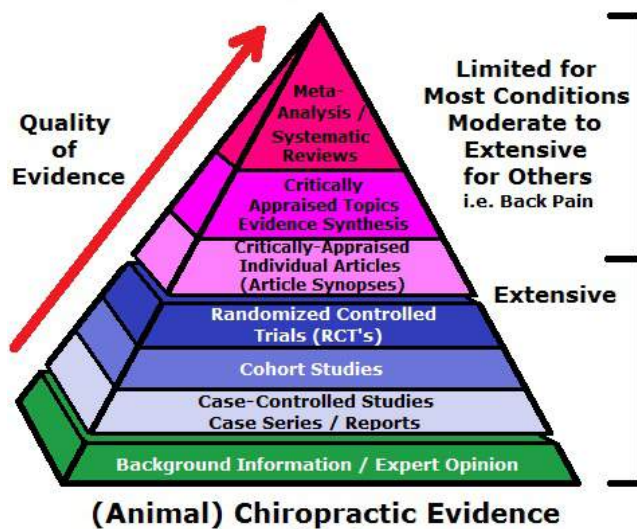 Quality
of
Evidence
Meta-
Analysis /
Systematic
Reviews
Critically
Appraised Topics
Evidence Synthesis
Critically-Appraised
Individual Articles
(Article Synopses)
Randomized Controlled
Trials (RCT's)
Cohort Studies
Case-Controlled Studies
Case Series / Reports
Background Information / Expert Opinion
Limited for
Most Conditions
Moderate to
Extensive
for Others
i.e. Back Pain
Extensive
(Animal) Chiropractic Evidence